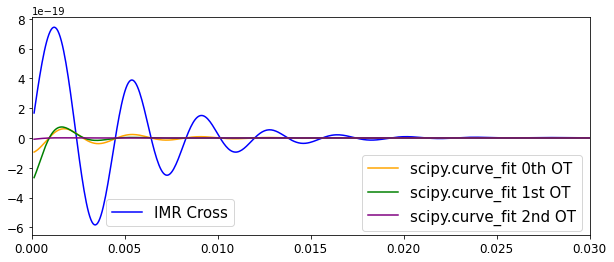 1e−19
8
6
4
2
0
−2
−4
−6
IMR Cross
scipy.curve_fit 0th OT
scipy.curve_fit 1st OT
scipy.curve_fit 2nd OT
0.000 0.005 0.010 0.015 0.020 0.025 0.030